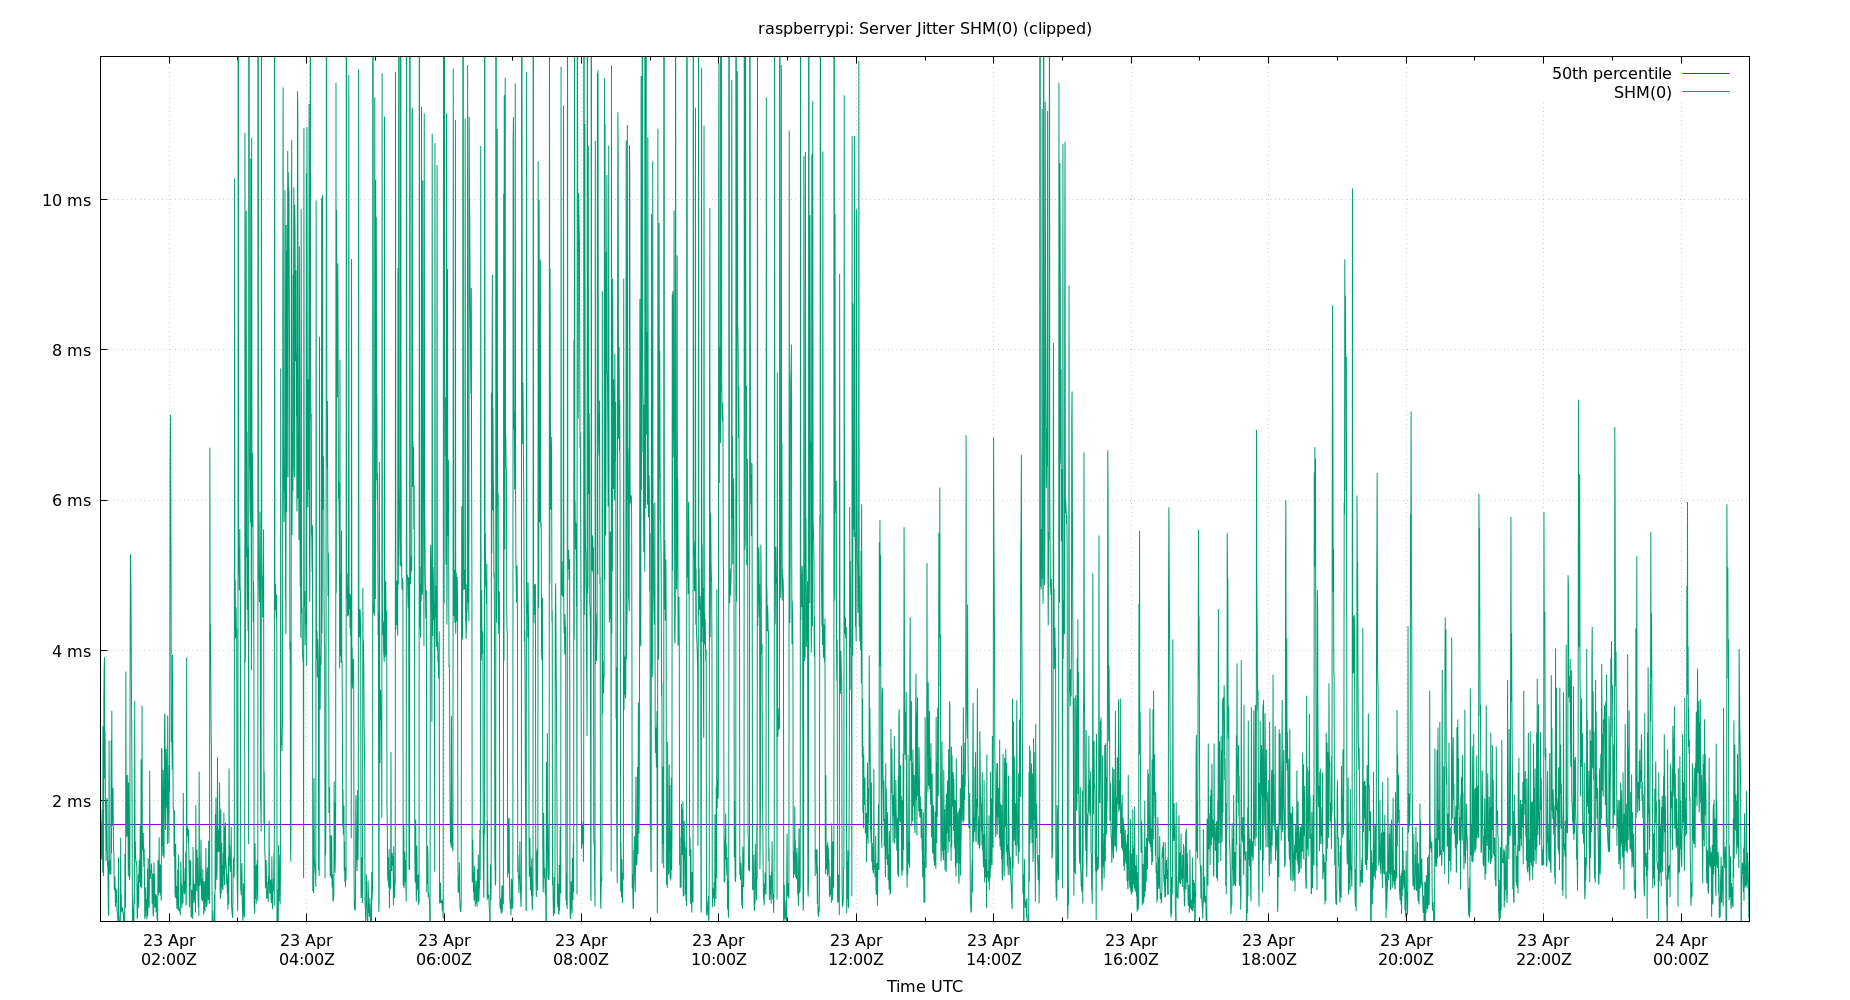 raspberrypi: Server Jitter SHM(0) (clipped)
50th percentile
SHM(0)
10 ms
8 ms
6 ms
4 ms
2 ms
23 Apr 23 Apr 23 Apr 23 Apr 23 Apr 23 Apr 23 Apr 23 Apr 23 Apr 23 Apr 23 Apr 24 Apr
02:00Z 04:00Z 06:00Z 08:00Z 10:00Z 12:00Z 14:00Z 16:00Z 18:00Z 20:00Z 22:00Z 00:00Z
Time UTC